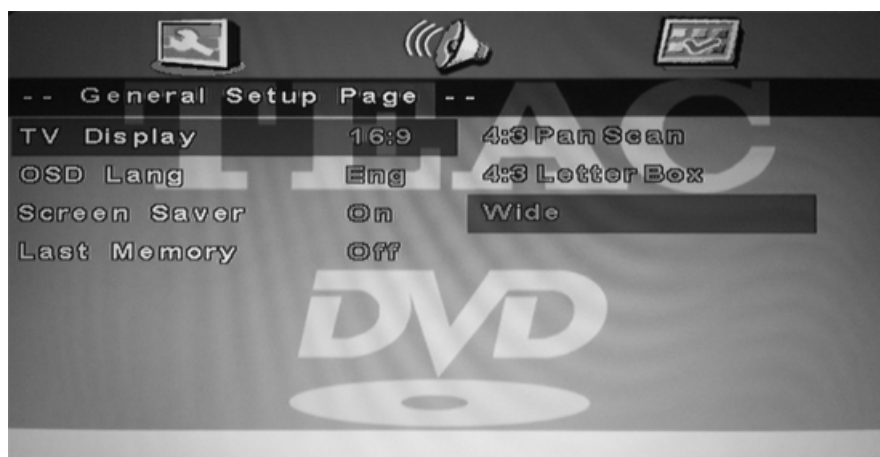 -- General Setup Page --
TEAC
TV Display 16:9 4:3 Pan Scan
OSD Lang Eng 4:3 Letter Box
Screen Saver On Wide
Last Memory Off
DVD